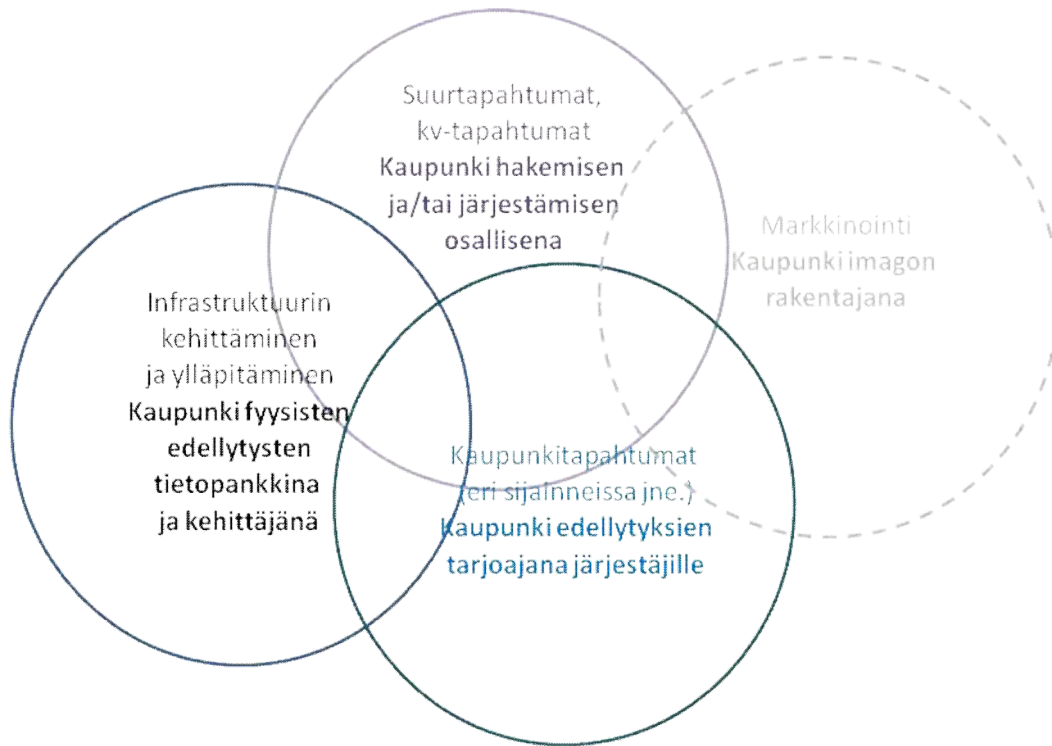 Suurtapahtumat,
kv-tapahtumat
Kaupunki hakemisen
ja/tai järjestämisen
osallisena
Markkinointi
Kaupunki imagon
rakentajana
Infrastruktuurin
kehittäminen
ja ylläpitäminen
Kaupunki fyysisten
edellytysten
tietopankkina
ja kehittäjänä
Kaupunkitapahtumat
(eri sijainneissa jne.)
Kaupunki edellytyksien
tarjoajana järjestäjille